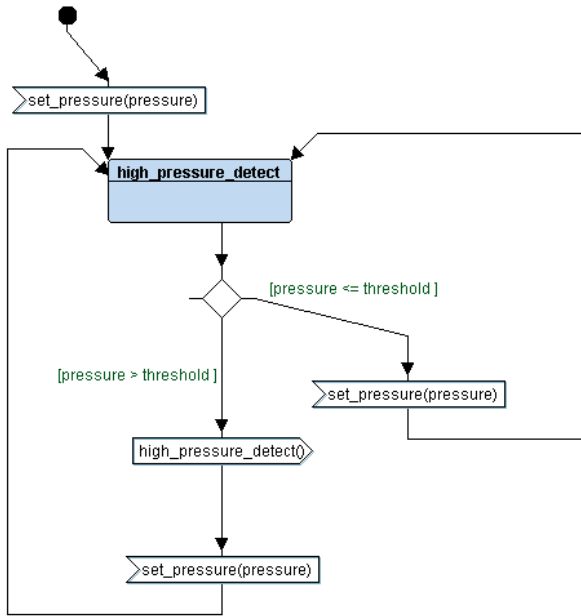 set_pressure(pressure)
high_pressure_detect
[pressure <= threshold ]
[pressure > threshold ]
set_pressure(pressure)
high_pressure_detect()
set_pressure(pressure)